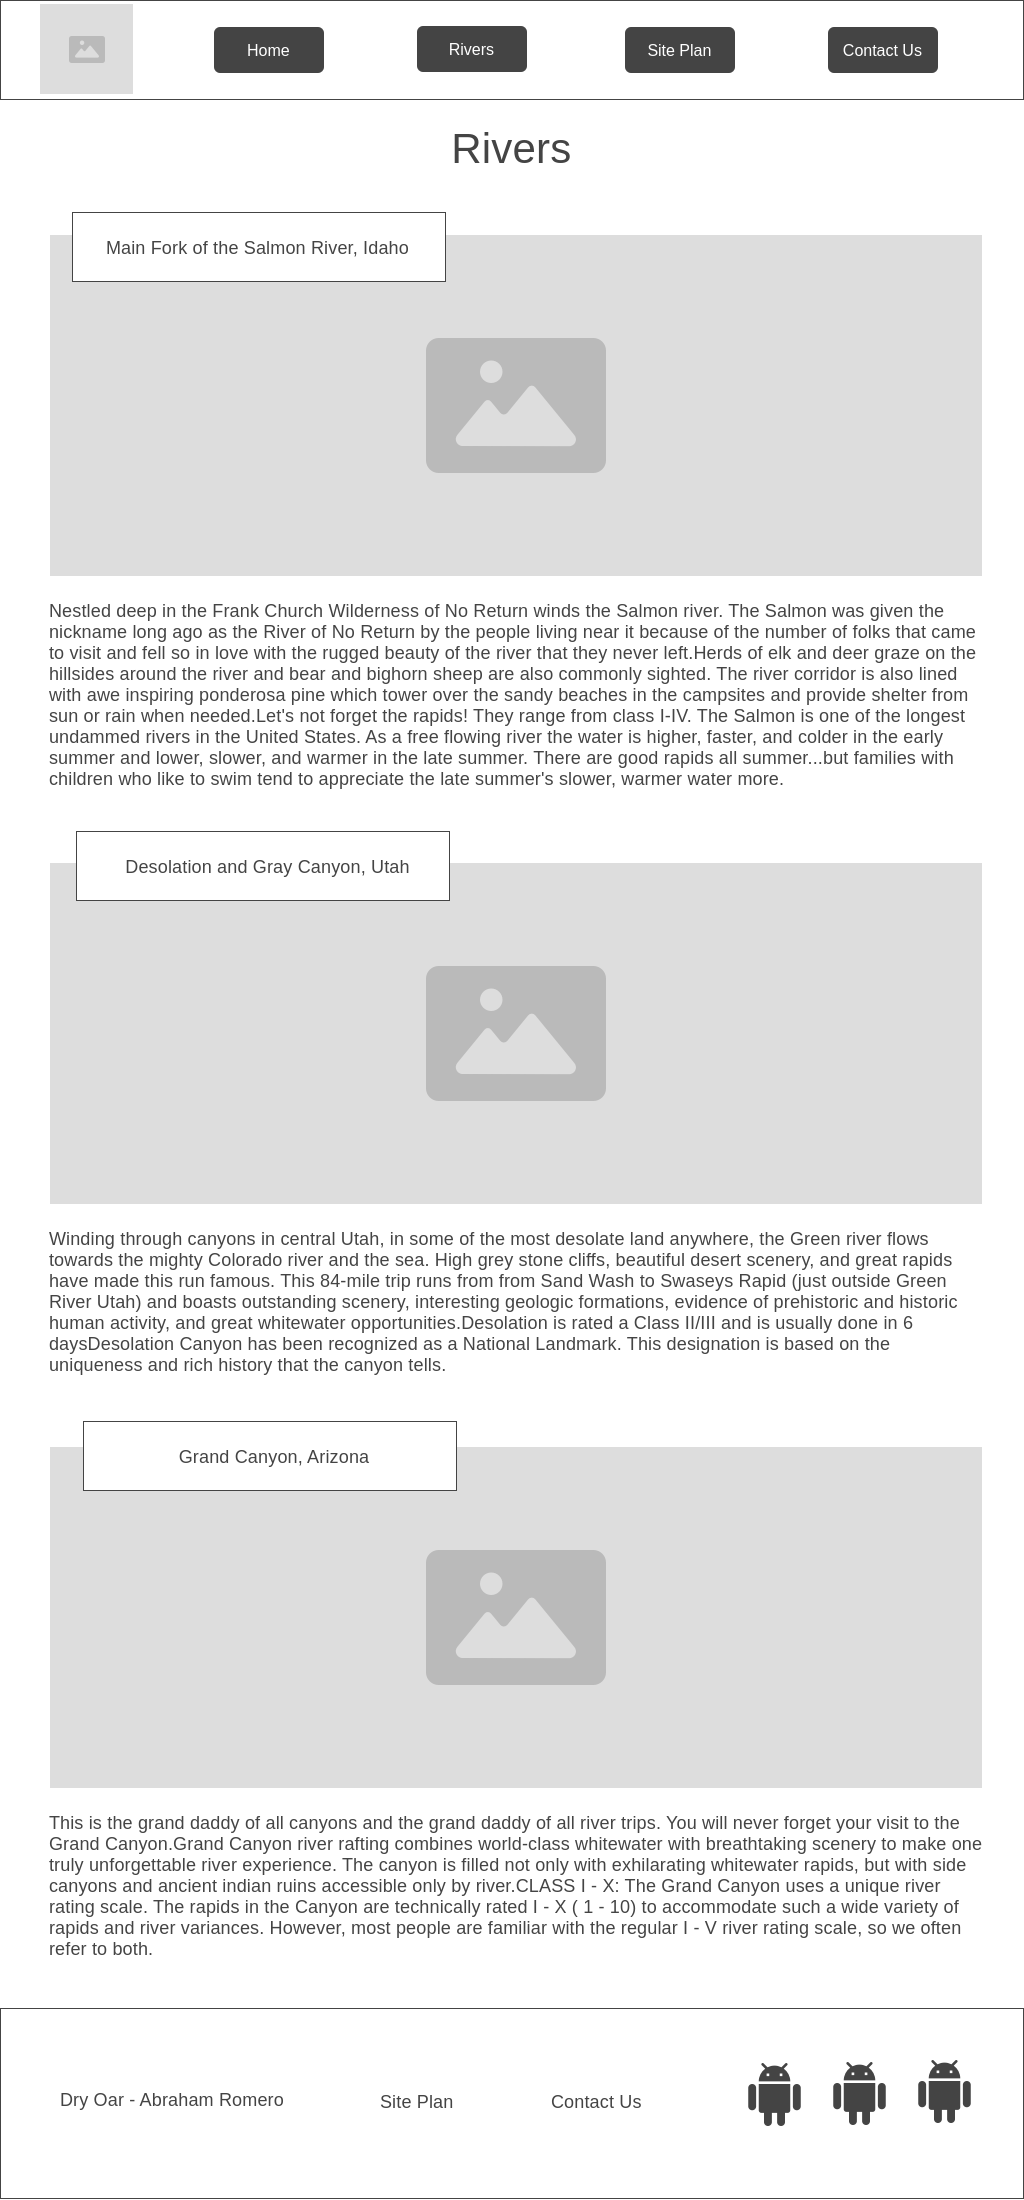 Home
Rivers
Site Plan
Contact Us
Rivers
Main Fork of the Salmon River, Idaho
Nestled deep in the Frank Church Wilderness of No Return winds the Salmon river. The Salmon was given the
nickname long ago as the River of No Return by the people living near it because of the number of folks that came
to visit and fell so in love with the rugged beauty of the river that they never left.Herds of elk and deer graze on the
hillsides around the river and bear and bighorn sheep are also commonly sighted. The river corridor is also lined
with awe inspiring ponderosa pine which tower over the sandy beaches in the campsites and provide shelter from
sun or rain when needed.Let's not forget the rapids! They range from class I-IV. The Salmon is one of the longest
undammed rivers in the United States. As a free flowing river the water is higher, faster, and colder in the early
summer and lower, slower, and warmer in the late summer. There are good rapids all summer...but families with
children who like to swim tend to appreciate the late summer's slower, warmer water more.
Desolation and Gray Canyon, Utah
Winding through canyons in central Utah, in some of the most desolate land anywhere, the Green river flows
towards the mighty Colorado river and the sea. High grey stone cliffs, beautiful desert scenery, and great rapids
have made this run famous. This 84-mile trip runs from from Sand Wash to Swaseys Rapid (just outside Green
River Utah) and boasts outstanding scenery, interesting geologic formations, evidence of prehistoric and historic
human activity, and great whitewater opportunities.Desolation is rated a Class II/III and is usually done in 6
daysDesolation Canyon has been recognized as a National Landmark. This designation is based on the
uniqueness and rich history that the canyon tells.
Grand Canyon, Arizona
This is the grand daddy of all canyons and the grand daddy of all river trips. You will never forget your visit to the
Grand Canyon.Grand Canyon river rafting combines world-class whitewater with breathtaking scenery to make one
truly unforgettable river experience. The canyon is filled not only with exhilarating whitewater rapids, but with side
canyons and ancient indian ruins accessible only by river.CLASS I - X: The Grand Canyon uses a unique river
rating scale. The rapids in the Canyon are technically rated I - X ( 1 - 10) to accommodate such a wide variety of
rapids and river variances. However, most people are familiar with the regular I - V river rating scale, so we often
refer to both.
Dry Oar - Abraham Romero
Site Plan
Contact Us